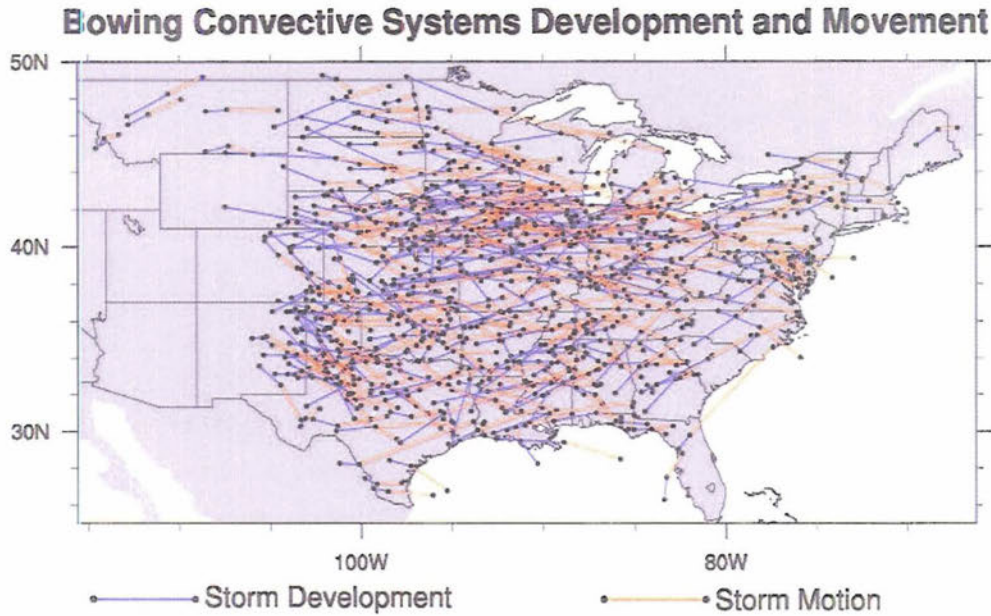 Bowing Convective Systems Development and Movement
50N
40N
30N
100W
80W
Storm Development
Storm Motion